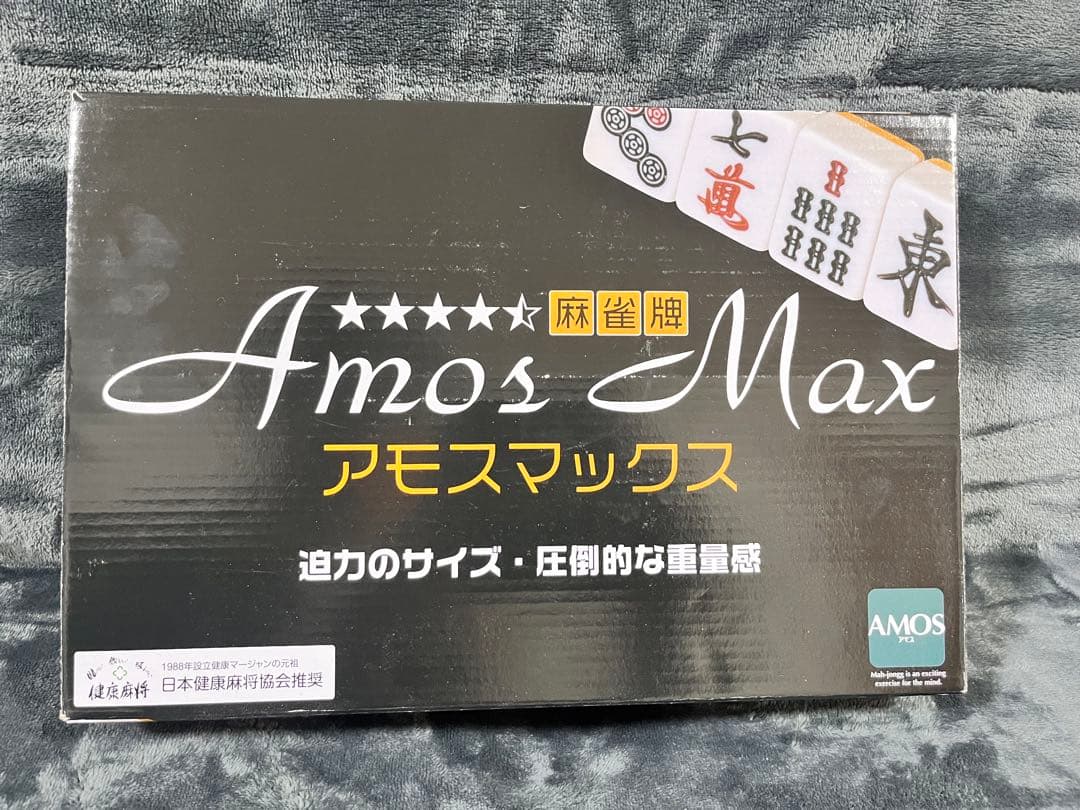 七萬
東
麻雀牌
Amos Max
アモスマックス
迫力のサイズ・圧倒的な重量感
AMOS
アモス
Mah-jongg is an exciting
exercise for the mind.
1988年設立健康マージャンの元祖
健康麻将
日本健康麻将協会推奨